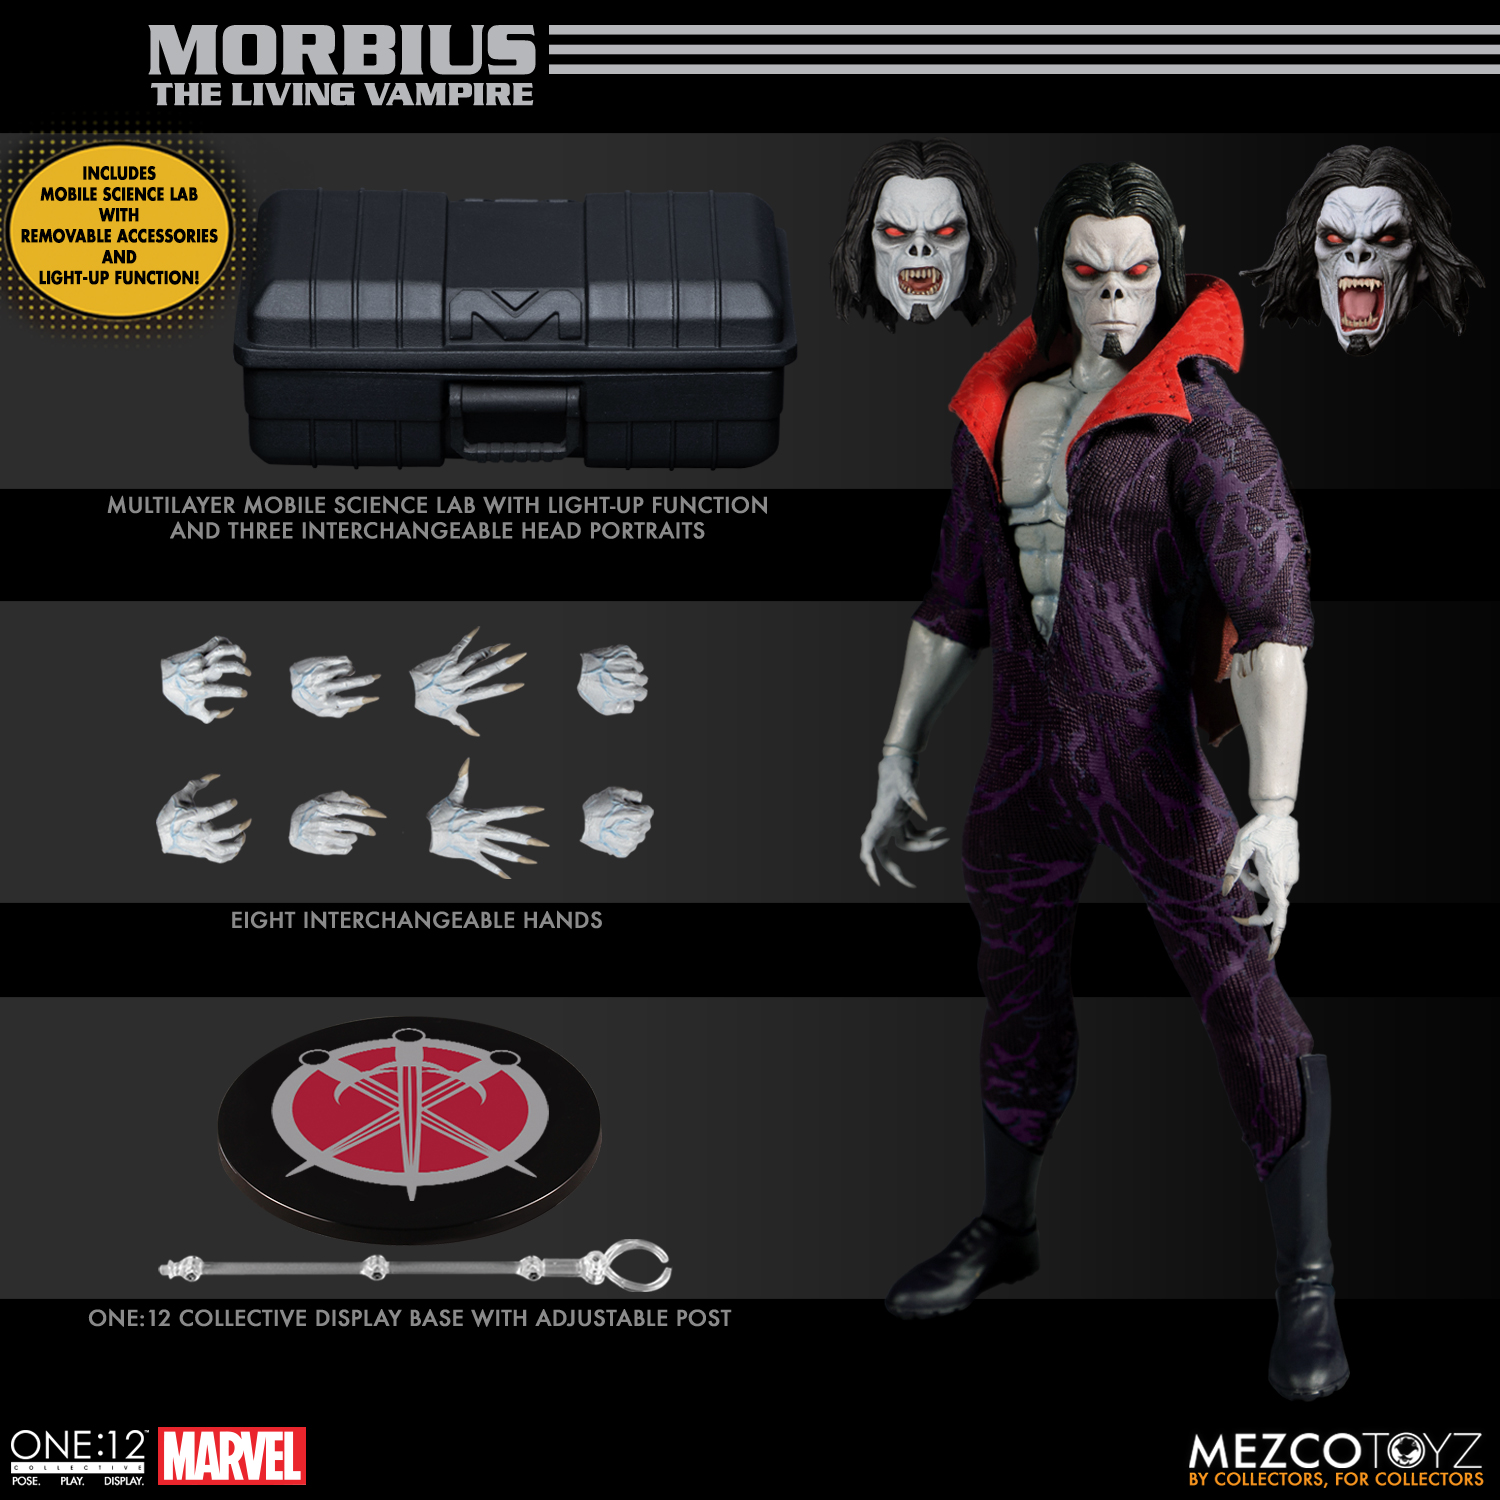 MORBIUS
THE LIVING VAMPIRE
INCLUDES
MOBILE SCIENCE LAB
WITH
REMOVABLE ACCESSORIES
AND
LIGHT-UP FUNCTION!
M
MULTILAYER MOBILE SCIENCE LAB WITH LIGHT-UP FUNCTION
AND THREE INTERCHANGEABLE HEAD PORTRAITS
EIGHT INTERCHANGEABLE HANDS
ONE:12 COLLECTIVE DISPLAY BASE WITH ADJUSTABLE POST
ONE:12™
COLLECTIVE
POSE. PLAY. DISPLAY.
MARVEL
MEZCOTOYZ
BY COLLECTORS, FOR COLLECTORS